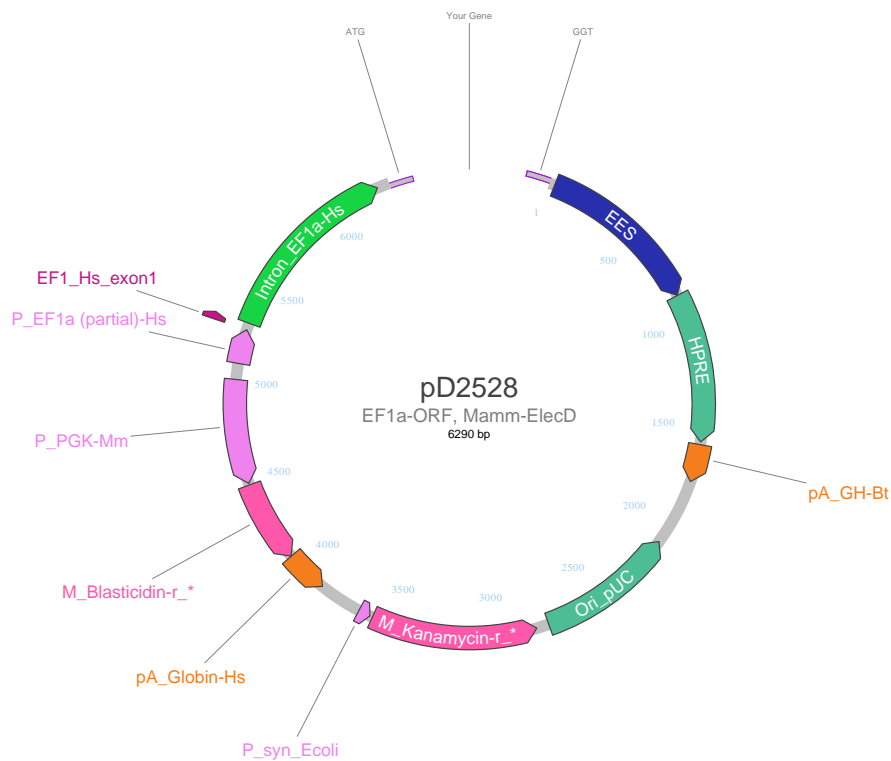 Your Gene
ATG
GGT
1
EES
Intron_EF1a-Hs
6000
500
EF1_Hs_exon1
5500
P_EF1a (partial)-Hs
1000
HPRE
5000
pD2528
EF1a-ORF, Mamm-ElecD
6290 bp
1500
P_PGK-Mm
4500
pA_GH-Bt
2000
4000
2500
M_Blasticidin-r_*
3500
3000
Ori_pUC
M_Kanamycin-r_*
pA_Globin-Hs
P_syn_Ecoli